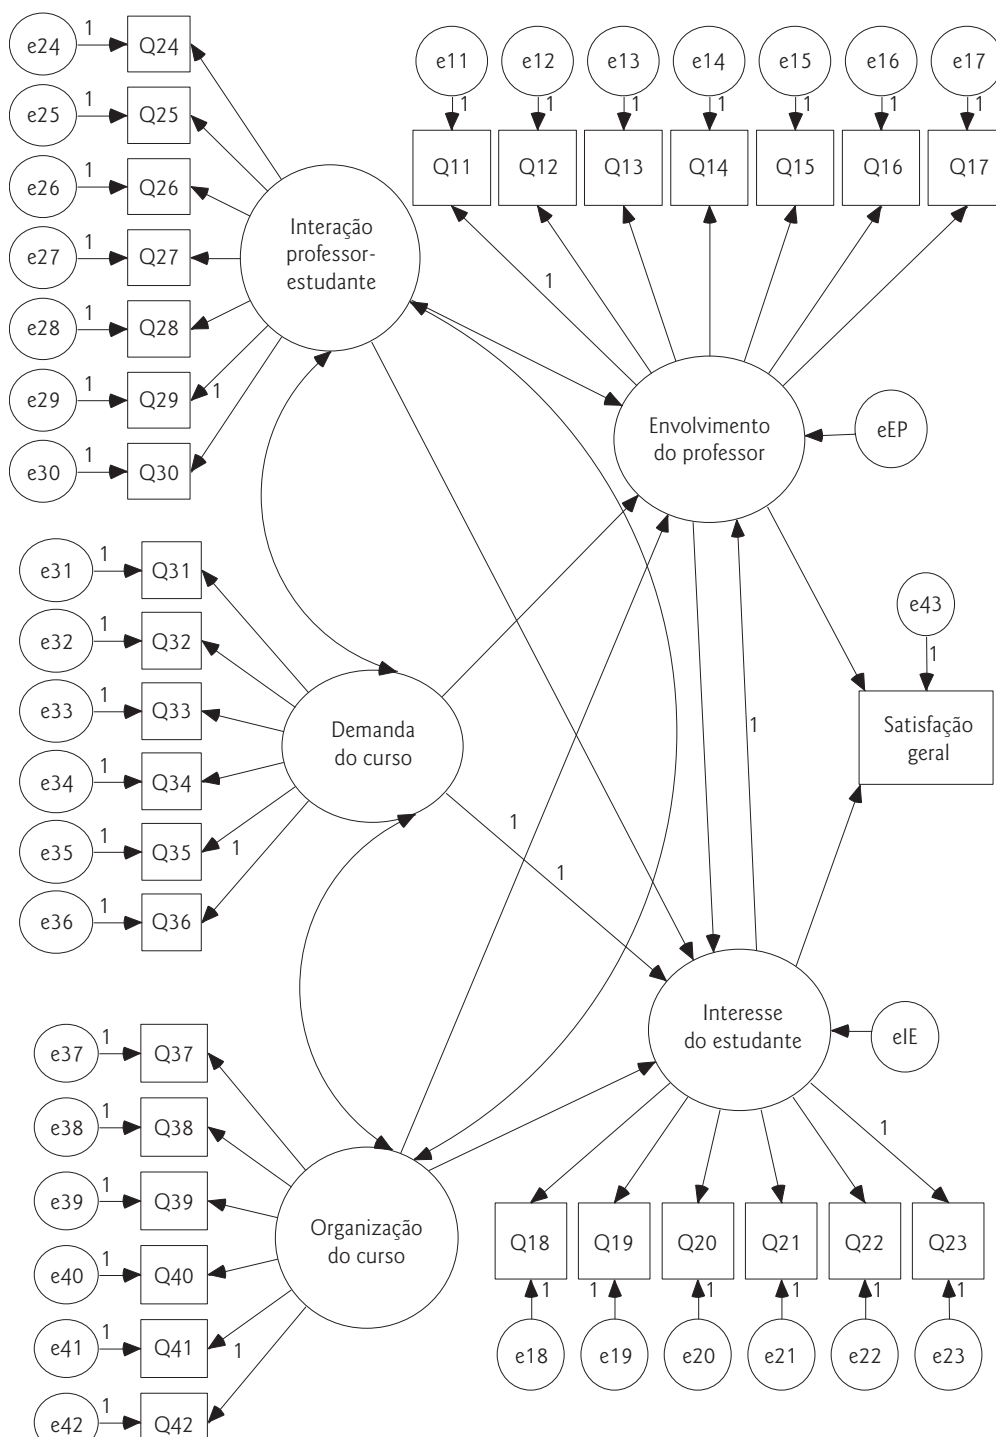 e24 1 Q24
e25 1 Q25
e26 1 Q26
e27 1 Q27
e28 1 Q28
e29 1 Q29
1
e30 1 Q30
Interação
professor-
estudante
e11 e12 e13 e14 e15 e16 e17
1 1 1 1 1 1 1
Q11 Q12 Q13 Q14 Q15 Q16 Q17
1
Envolvimento
do professor
eEP
e31 1 Q31
e32 1 Q32
e33 1 Q33
e34 1 Q34
e35 1 Q35
1
e36 1 Q36
Demanda
do curso
e43
1
Satisfação
geral
1
1
1
e37 1 Q37
e38 1 Q38
e39 1 Q39
e40 1 Q40
e41 1 Q41
1
e42 1 Q42
Organização
do curso
Interesse
do estudante
eIE
1
Q18 Q19 Q20 Q21 Q22 Q23
1 1 1 1 1 1
e18 e19 e20 e21 e22 e23